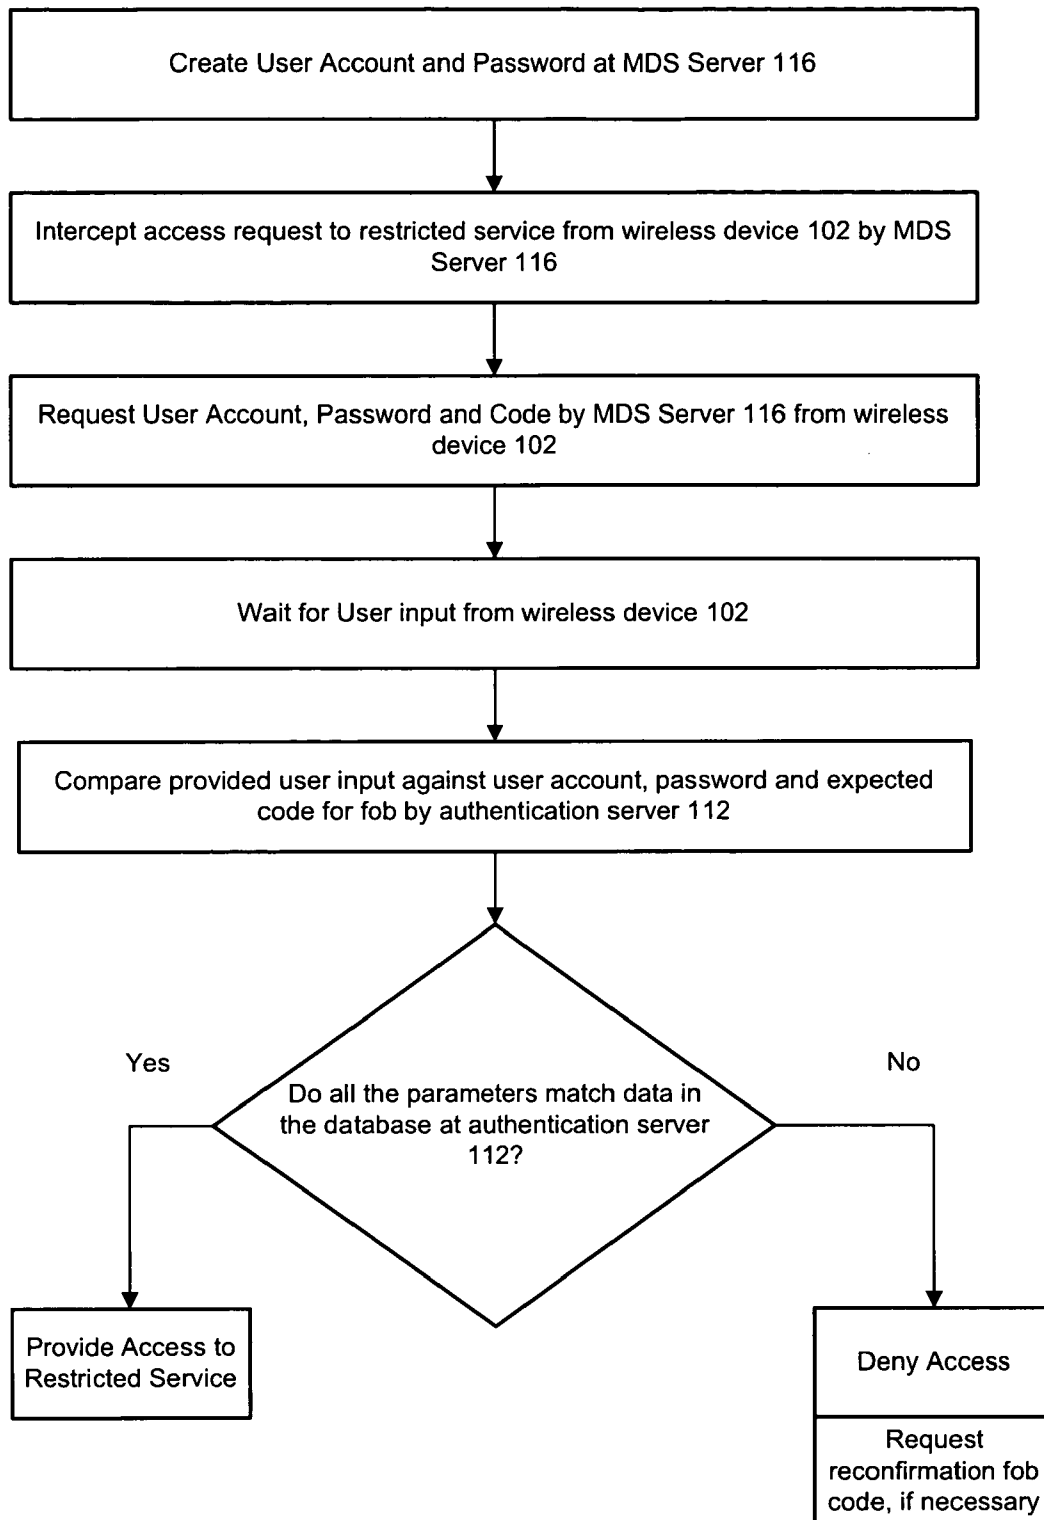 Create User Account and Password at MDS Server 116
Intercept access request to restricted service from wireless device 102 by MDS
Server 116
Request User Account, Password and Code by MDS Server 116 from wireless
device 102
Wait for User input from wireless device 102
Compare provided user input against user account, password and expected
code for fob by authentication server 112
Yes
No
Do all the parameters match data in
the database at authentication server
112?
Provide Access to
Restricted Service
Deny Access
Request
reconfirmation fob
code, if necessary